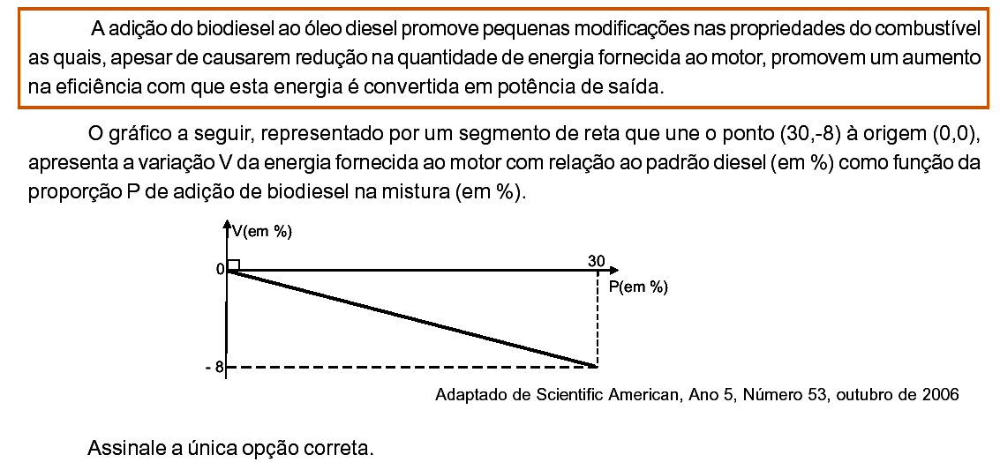 A adição do biodiesel ao óleo diesel promove pequenas modificações nas propriedades do combustível
as quais, apesar de causarem redução na quantidade de energia fornecida ao motor, promovem um aumento
na eficiência com que esta energia é convertida em potência de saída.
O gráfico a seguir, representado por um segmento de reta que une o ponto (30,-8) à origem (0,0),
apresenta a variação V da energia fornecida ao motor com relação ao padrão diesel (em %) como função da
proporção P de adição de biodiesel na mistura (em %).
V(em %)
0
30
P(em %)
- 8
Adaptado de Scientific American, Ano 5, Número 53, outubro de 2006
Assinale a única opção correta.